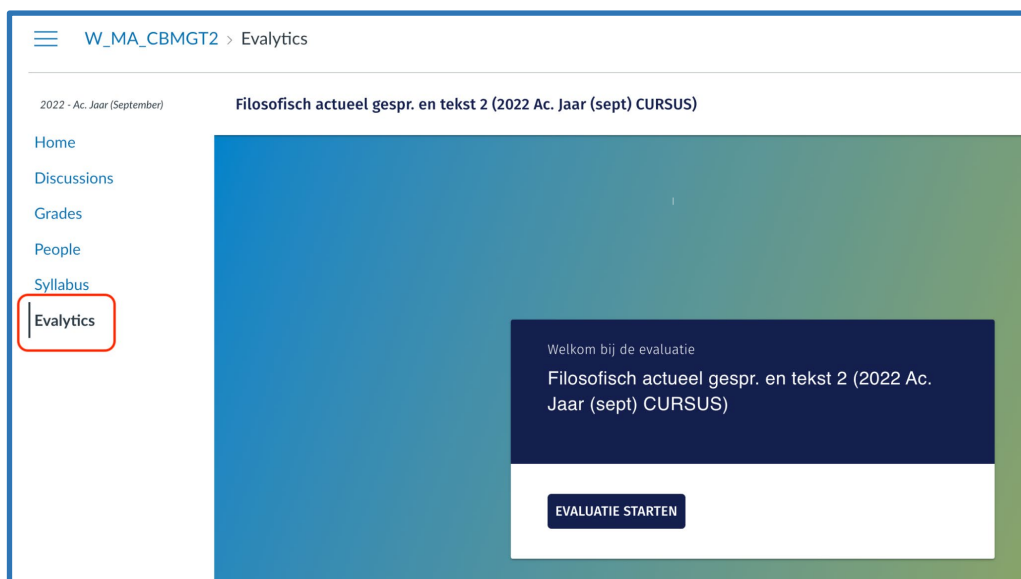 W_MA_CBMGT2 > Evalytics
2022 - Ac. Jaar (September)
Filosofisch actueel gespr. en tekst 2 (2022 Ac. Jaar (sept) CURSUS)
Home
Discussions
Grades
People
Syllabus
Evalytics
Welkom bij de evaluatie
Filosofisch actueel gespr. en tekst 2 (2022 Ac.
Jaar (sept) CURSUS)
EVALUATIE STARTEN